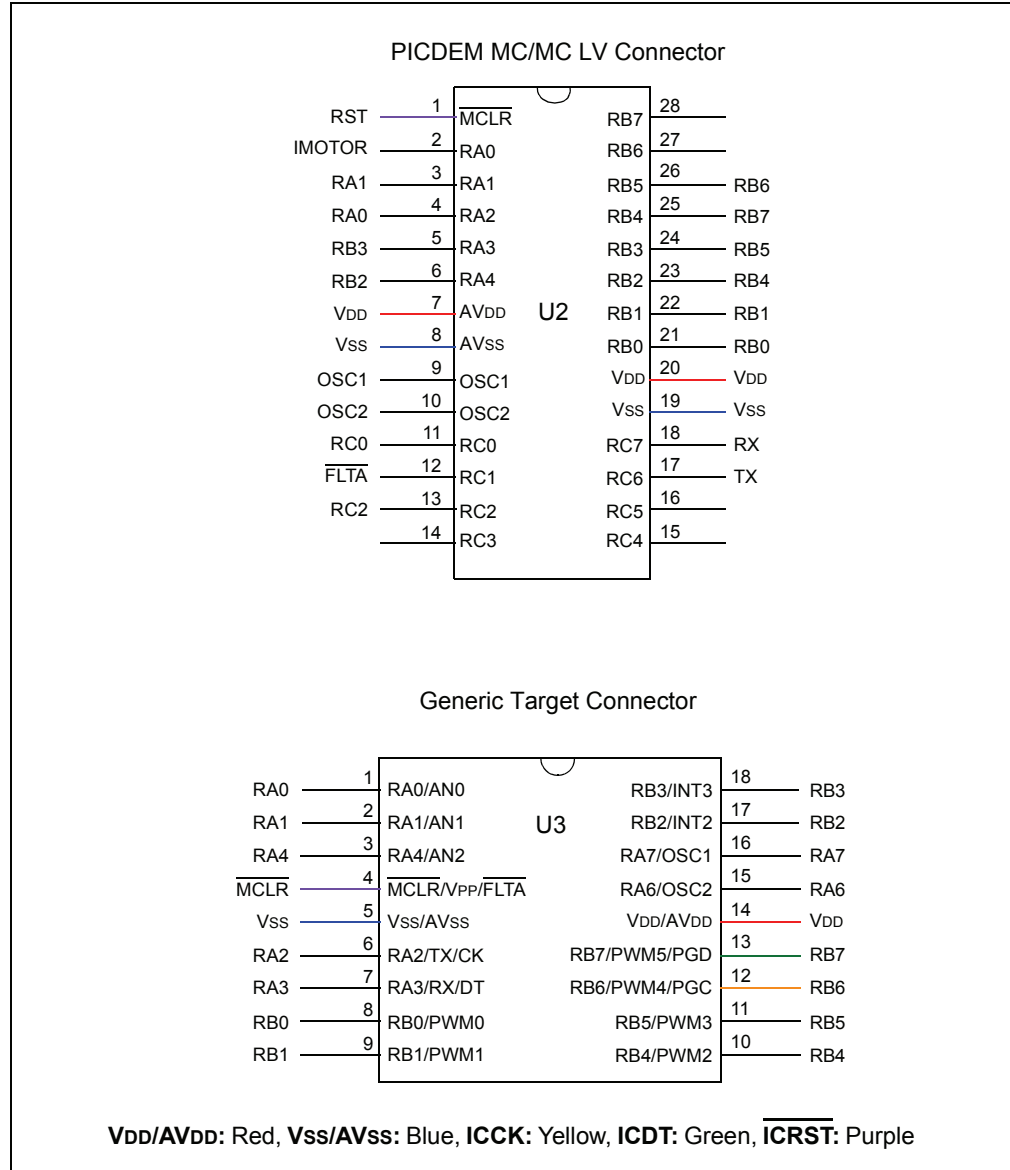 PICDEM MC/MC LV Connector
RST 1 MCLR RB7 28
IMOTOR 2 RA0 RB6 27
RA1 3 RA1 RB5 26 RB6
RA0 4 RA2 RB4 25 RB7
RB3 5 RA3 RB3 24 RB5
RB2 6 RA4 RB2 23 RB4
VDD 7 AVDD U2 RB1 22 RB1
VSS 8 AVSS RB0 21 RB0
OSC1 9 OSC1 VDD 20 VDD
OSC2 10 OSC2 VSS 19 VSS
RC0 11 RC0 RC7 18 RX
FLTA 12 RC1 RC6 17 TX
RC2 13 RC2 RC5 16
14 RC3 RC4 15
Generic Target Connector
RA0 1 RA0/AN0 RB3/INT3 18 RB3
RA1 2 RA1/AN1 U3 RB2/INT2 17 RB2
RA4 3 RA4/AN2 RA7/OSC1 16 RA7
MCLR 4 MCLR/VPP/FLTA RA6/OSC2 15 RA6
VSS 5 VSS/AVSS VDD/AVDD 14 VDD
RA2 6 RA2/TX/CK RB7/PWM5/PGD 13 RB7
RA3 7 RA3/RX/DT RB6/PWM4/PGC 12 RB6
RB0 8 RB0/PWM0 RB5/PWM3 11 RB5
RB1 9 RB1/PWM1 RB4/PWM2 10 RB4
VDD/AVDD: Red, VSS/AVSS: Blue, ICCK: Yellow, ICDT: Green, ICRST: Purple